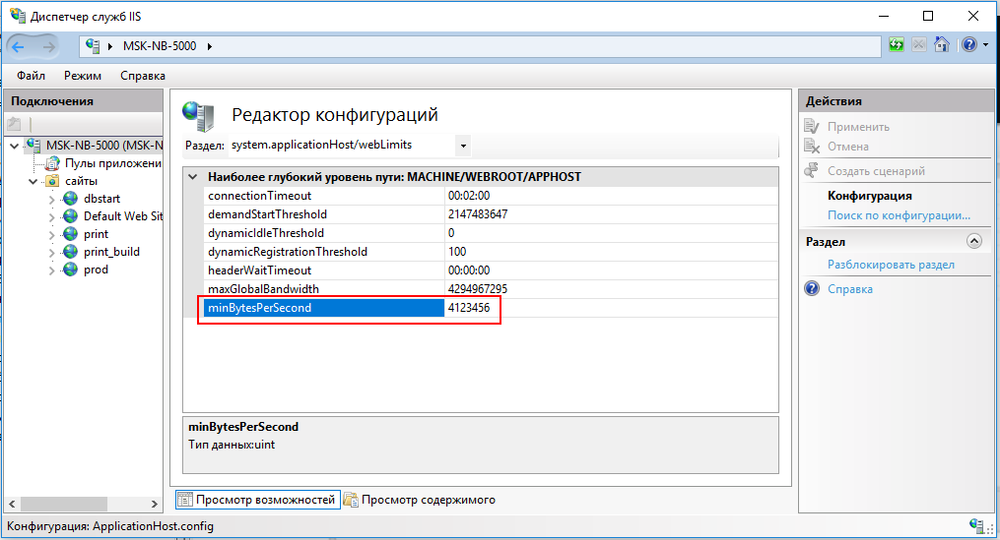 Диспетчер служб IIS
MSK-NB-5000
Файл Режим Справка
Подключения
MSK-NB-5000 (MSK-N
Пулы приложени
сайты
dbstart
Default Web Sit
print
print_build
prod
Редактор конфигураций
Раздел: system.applicationHost/webLimits
Наиболее глубокий уровень пути: MACHINE/WEBROOT/APPHOST
connectionTimeout 00:02:00
demandStartThreshold 2147483647
dynamicIdleThreshold 0
dynamicRegistrationThreshold 100
headerWaitTimeout 00:00:00
maxGlobalBandwidth 4294967295
minBytesPerSecond 4123456
minBytesPerSecond
Тип данных:uint
Просмотр возможностей Просмотр содержимого
Действия
Применить
Отмена
Создать сценарий
Конфигурация
Поиск по конфигурации...
Раздел
Разблокировать раздел
Справка
Конфигурация: ApplicationHost.config